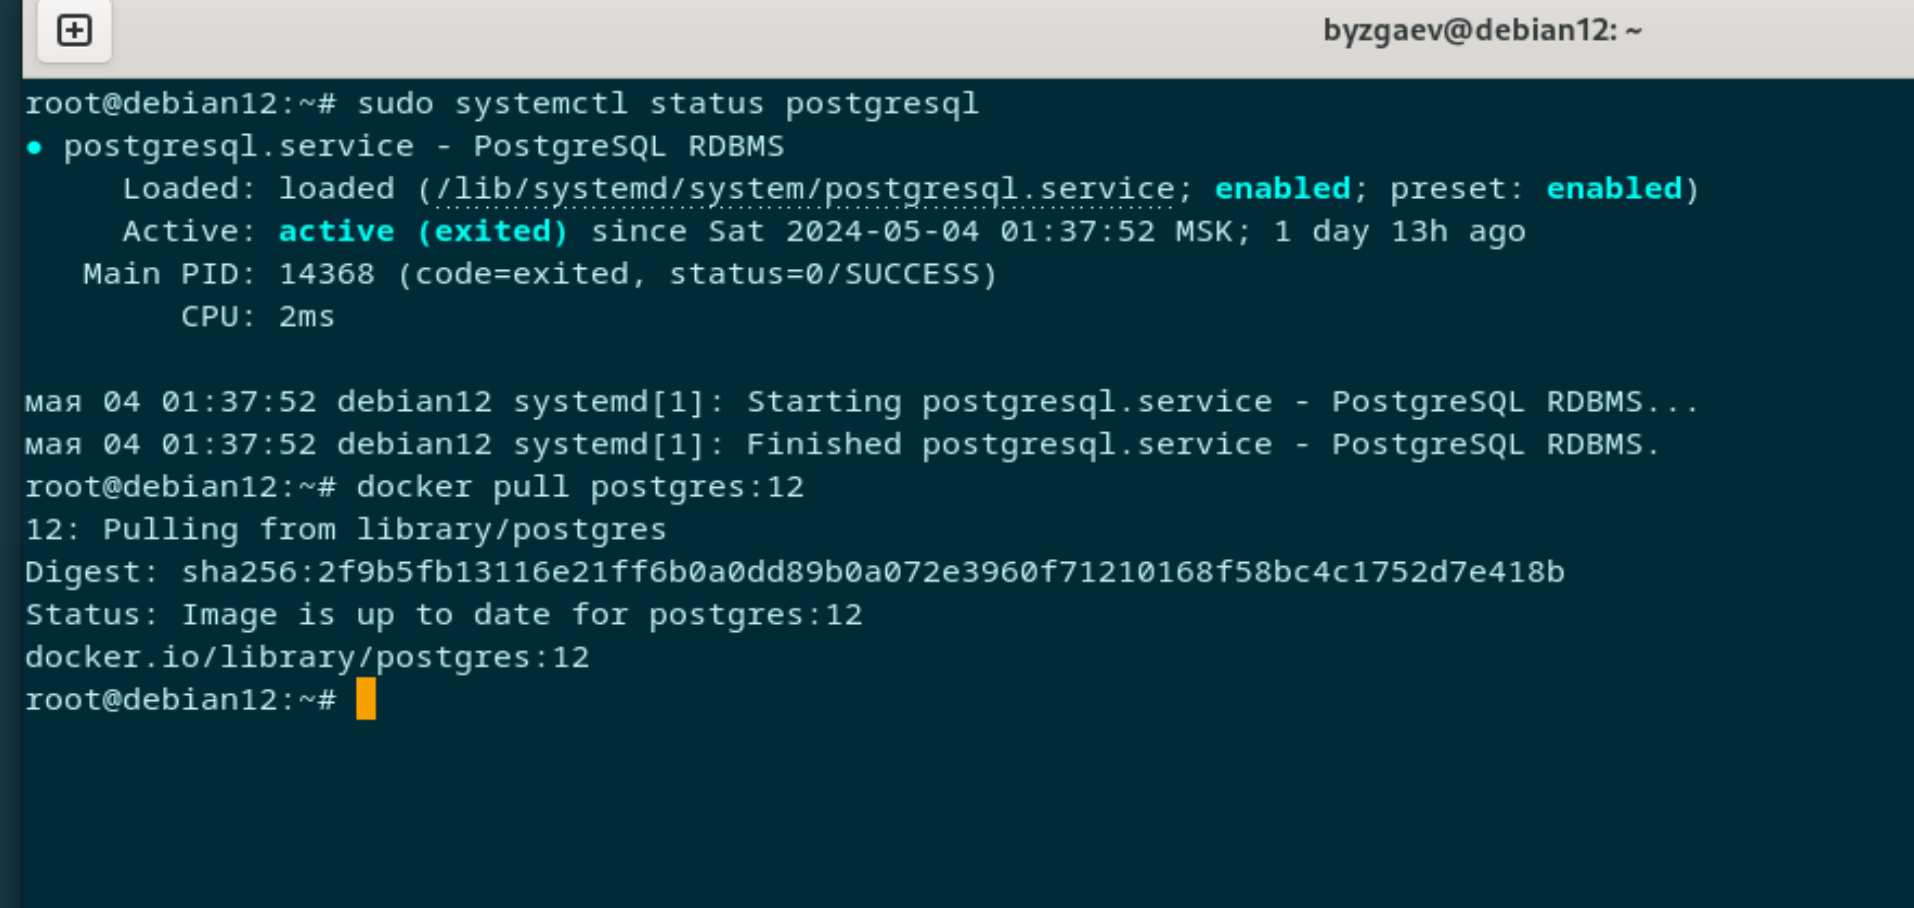 byzgaev@debian12: ~
root@debian12:~# sudo systemctl status postgresql
● postgresql.service - PostgreSQL RDBMS
     Loaded: loaded (/lib/systemd/system/postgresql.service; enabled; preset: enabled)
     Active: active (exited) since Sat 2024-05-04 01:37:52 MSK; 1 day 13h ago
   Main PID: 14368 (code=exited, status=0/SUCCESS)
        CPU: 2ms
мая 04 01:37:52 debian12 systemd[1]: Starting postgresql.service - PostgreSQL RDBMS...
мая 04 01:37:52 debian12 systemd[1]: Finished postgresql.service - PostgreSQL RDBMS.
root@debian12:~# docker pull postgres:12
12: Pulling from library/postgres
Digest: sha256:2f9b5fb13116e21ff6b0a0dd89b0a072e3960f71210168f58bc4c1752d7e418b
Status: Image is up to date for postgres:12
docker.io/library/postgres:12
root@debian12:~#